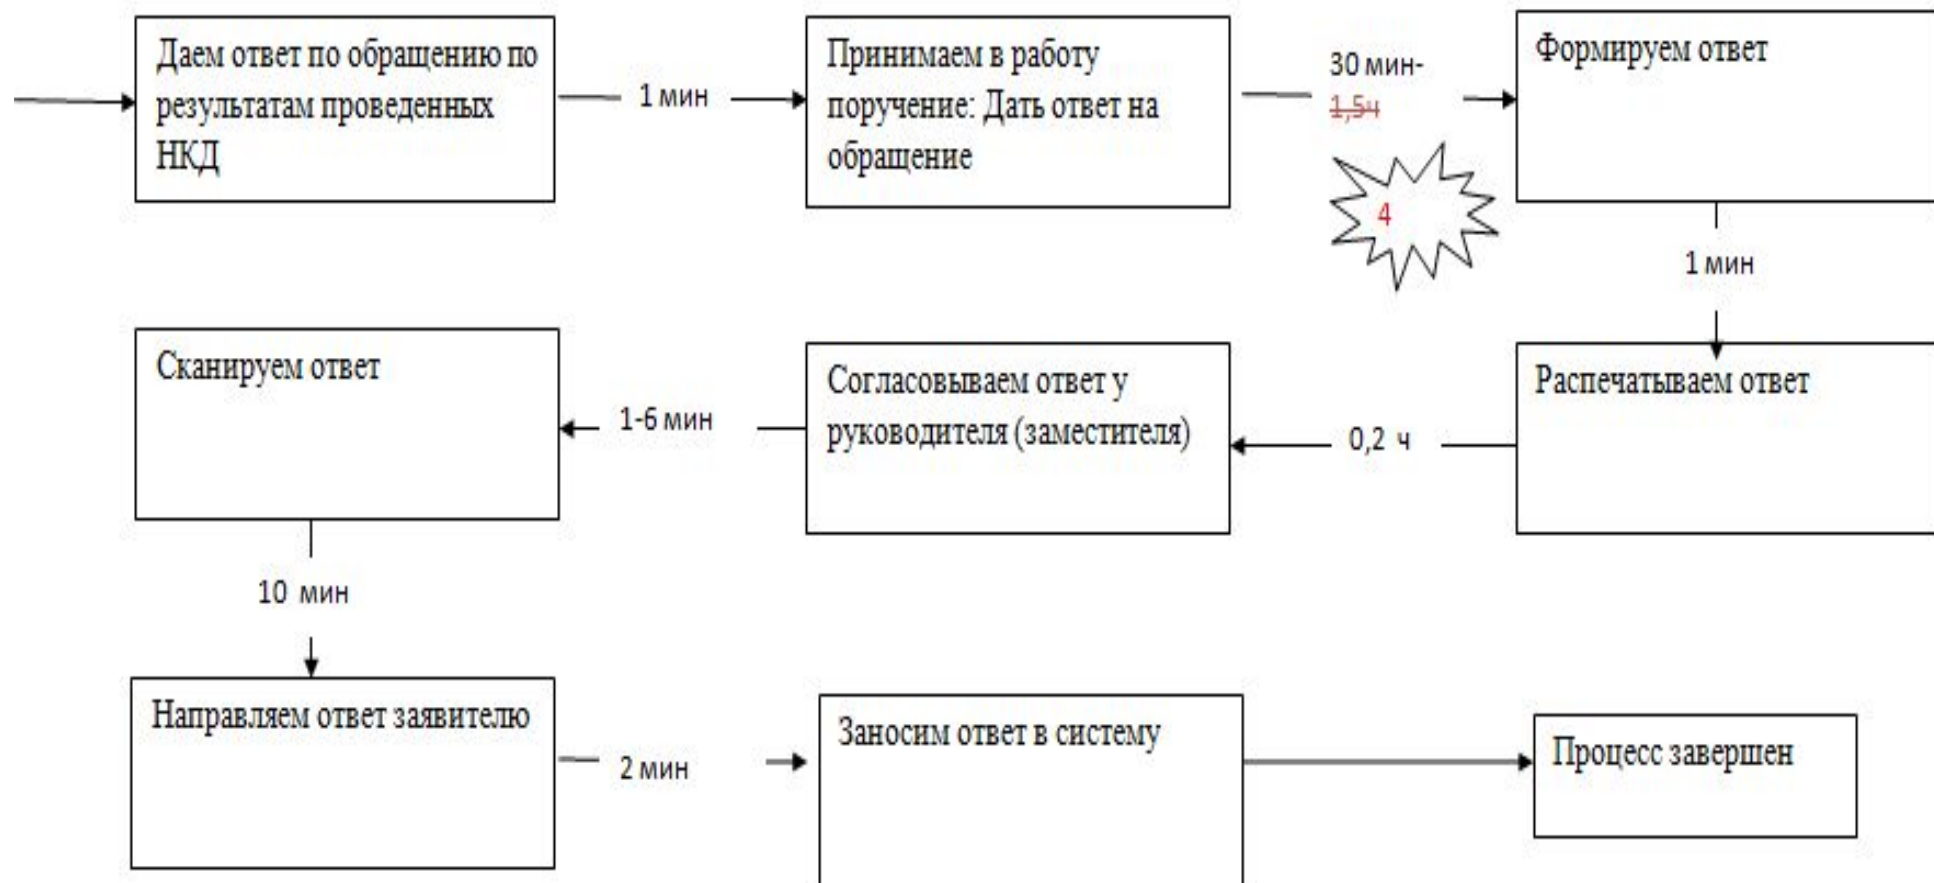 Даем ответ по обращению по
результатам проведенных
НКД
1 мин
Принимаем в работу
поручение: Дать ответ на
обращение
30 мин-
1,5ч
4
Формируем ответ
1 мин
Распечатываем ответ
0,2 ч
Согласовываем ответ у
руководителя (заместителя)
1-6 мин
Сканируем ответ
10 мин
Направляем ответ заявителю
2 мин
Заносим ответ в систему
Процесс завершен